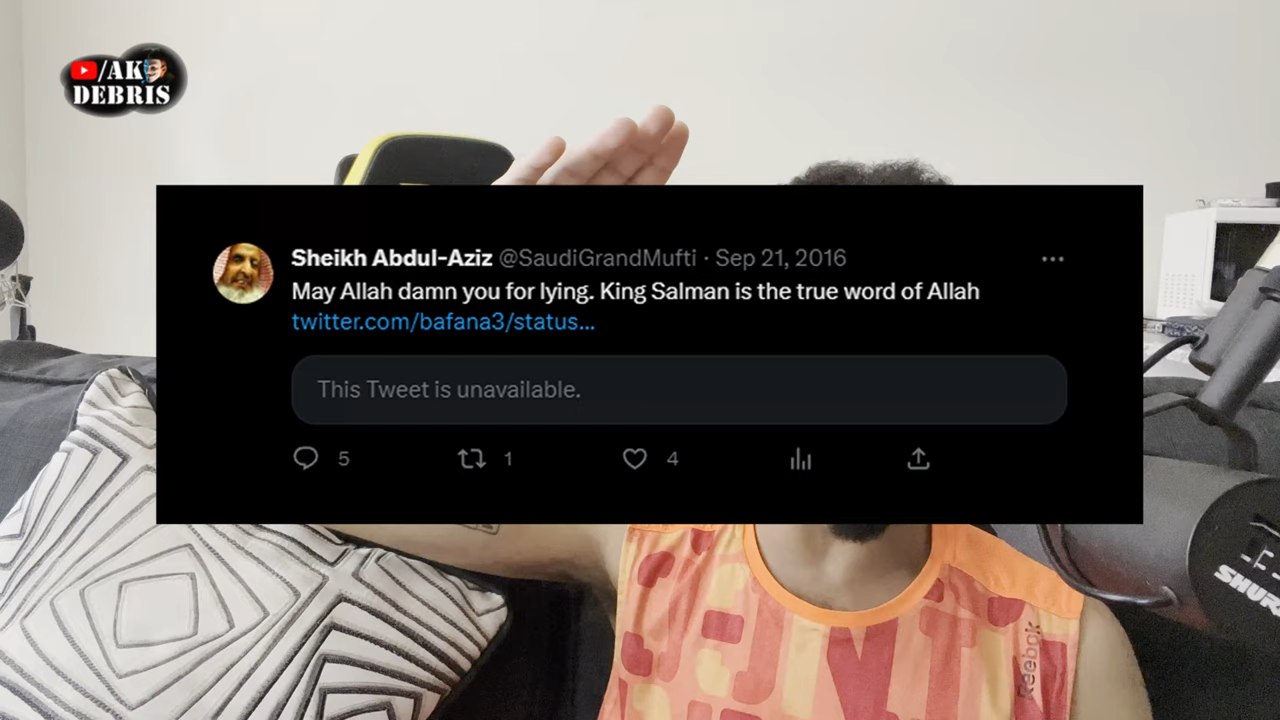 /AK
DEBRIS
Sheikh Abdul-Aziz @SaudiGrandMufti · Sep 21, 2016
May Allah damn you for lying. King Salman is the true word of Allah
twitter.com/bafana3/status...
This Tweet is unavailable.
5 1 4
Reebok